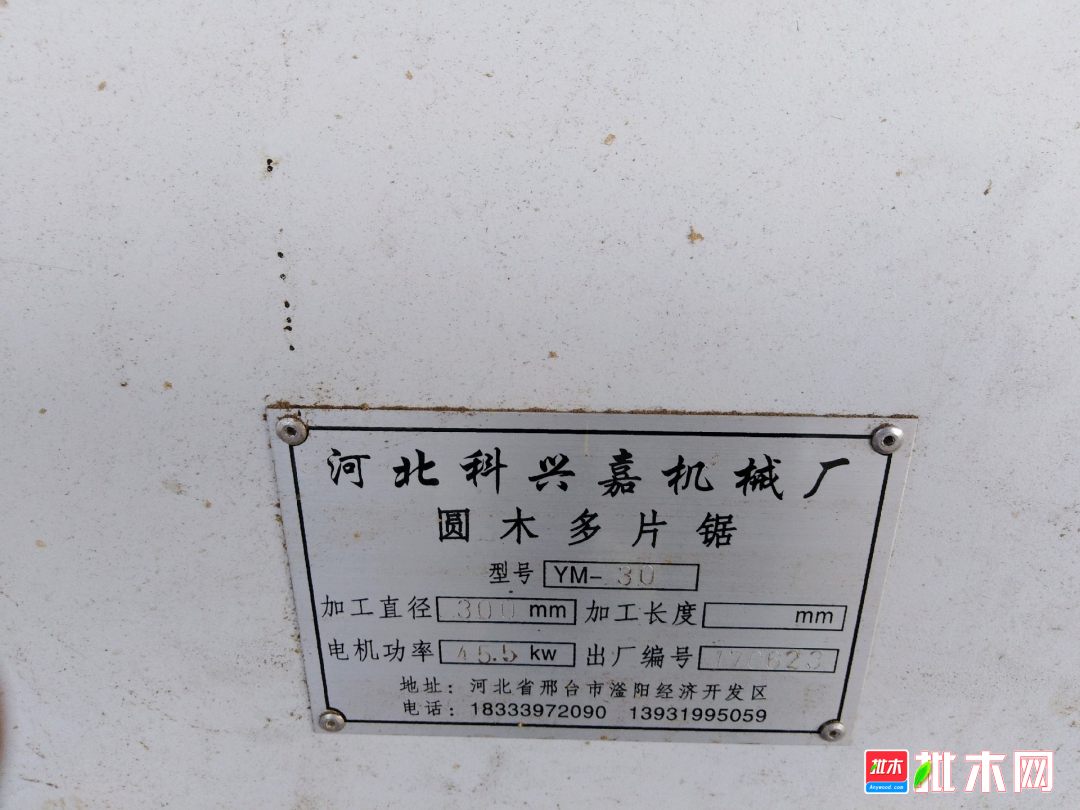 河北科兴嘉机械厂
圆木多片锯
型号 YM-30
加工直径 300 mm 加工长度 mm
电机功率 45.5 kw 出厂编号
地址：河北省邢台市滏阳经济开发区
电话：18333972090 13931995059
批木 Anywood.com 批木网